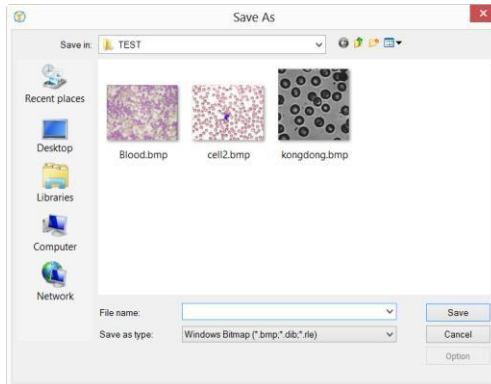 Save As
Save in:
TEST
Recent places
Desktop
Libraries
Computer
Network
Blood.bmp
cell2.bmp
kongdong.bmp
File name:
Save
Save as type:
Windows Bitmap (*.bmp;*.dib;*.rle)
Cancel
Option